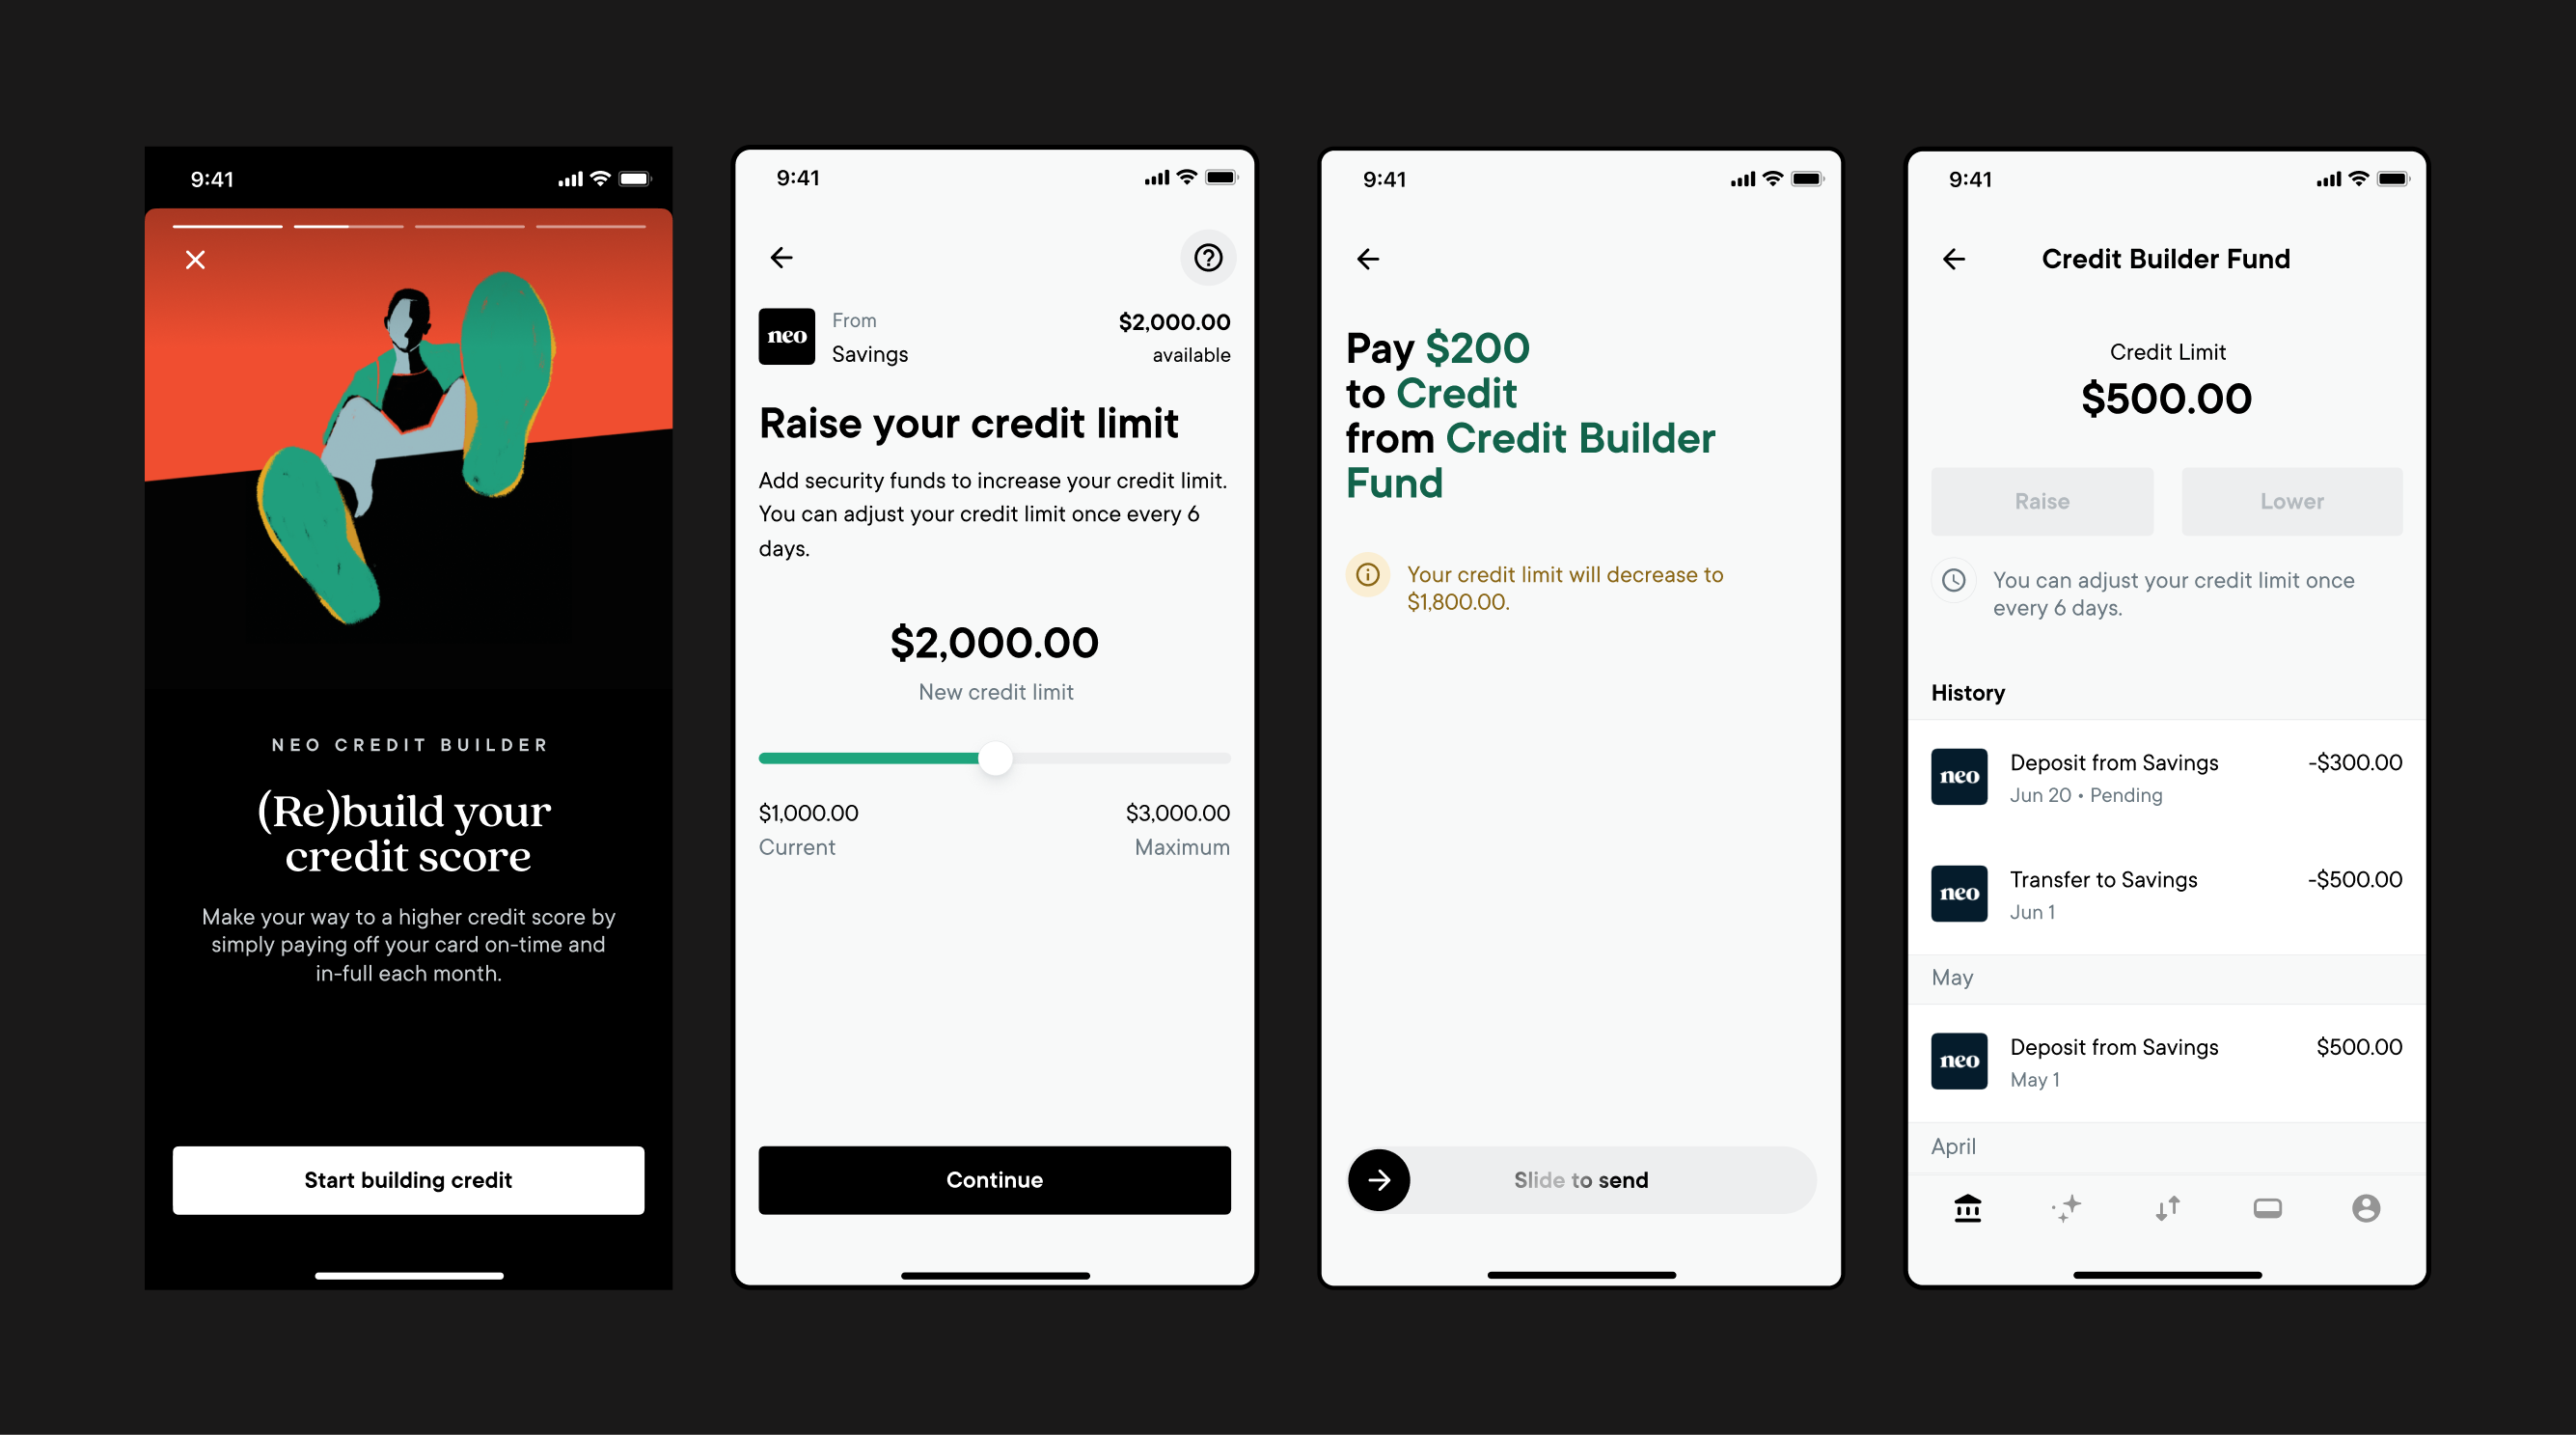 9:41
NEO CREDIT BUILDER
(Re)build your
credit score
Make your way to a higher credit score by
simply paying off your card on-time and
in-full each month.
Start building credit
9:41
neo
From
Savings
$2,000.00
available
Raise your credit limit
Add security funds to increase your credit limit.
You can adjust your credit limit once every 6
days.
$2,000.00
New credit limit
$1,000.00
Current
$3,000.00
Maximum
Continue
9:41
Pay $200
to Credit
from Credit Builder
Fund
Your credit limit will decrease to
$1,800.00.
Slide to send
9:41
Credit Builder Fund
Credit Limit
$500.00
Raise
Lower
You can adjust your credit limit once
every 6 days.
History
neo
Deposit from Savings
-$300.00
Jun 20 • Pending
neo
Transfer to Savings
-$500.00
Jun 1
May
neo
Deposit from Savings
$500.00
May 1
April